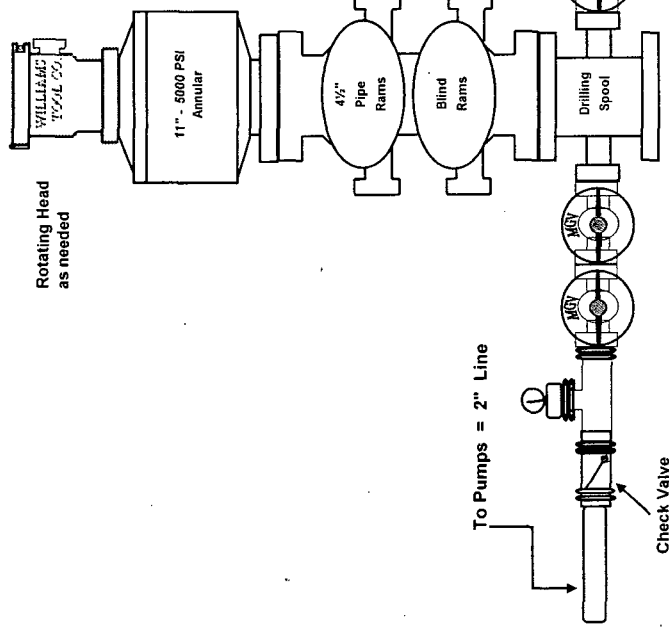 WILLIAMS
TOOL CO.
Rotating Head
as needed
11" - 5000 PSI
Annular
4½"
Pipe
Rams
Blind
Rams
Drilling
Spool
MGV
MGV
To Pumps = 2" Line
Check Valve